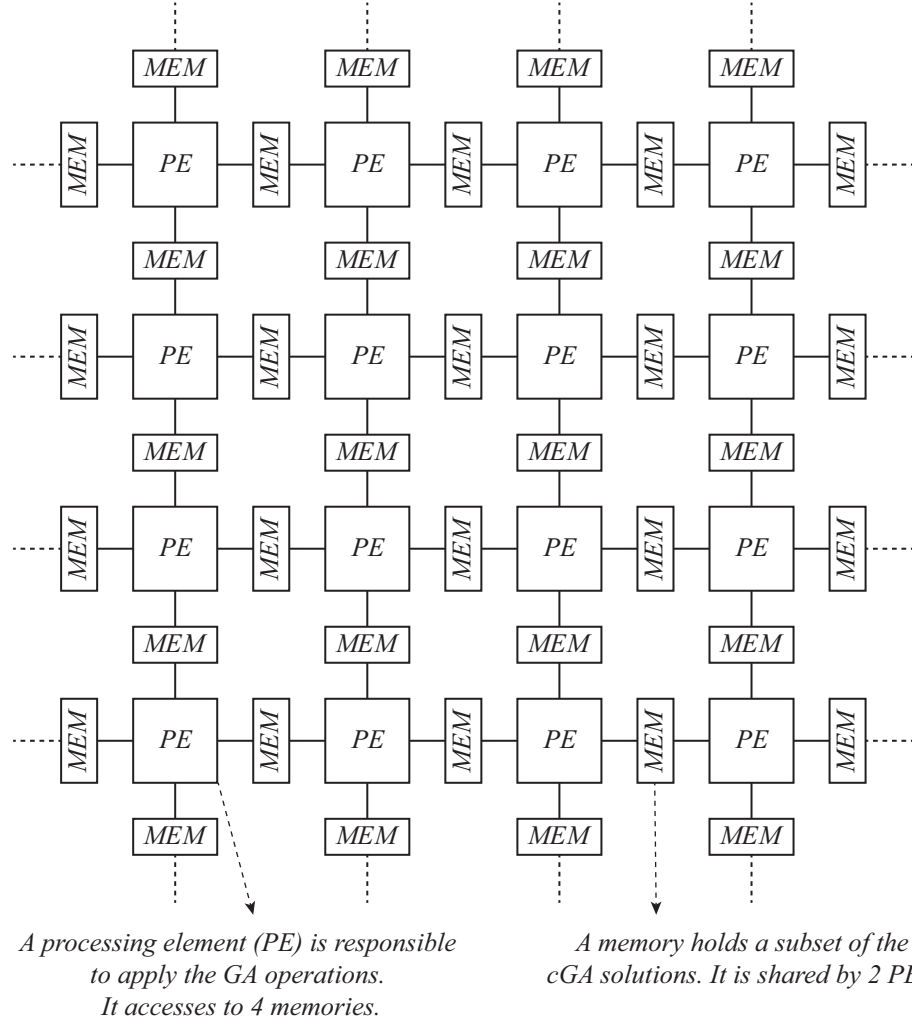 MEM MEM MEM MEM
MEM PE MEM PE MEM PE MEM PE MEM
MEM MEM MEM MEM
MEM PE MEM PE MEM PE MEM PE MEM
MEM MEM MEM MEM
MEM PE MEM PE MEM PE MEM PE MEM
MEM MEM MEM MEM
MEM PE MEM PE MEM PE MEM PE MEM
MEM MEM MEM MEM
A processing element (PE) is responsible
to apply the GA operations.
It accesses to 4 memories.
A memory holds a subset of the
cGA solutions. It is shared by 2 PE